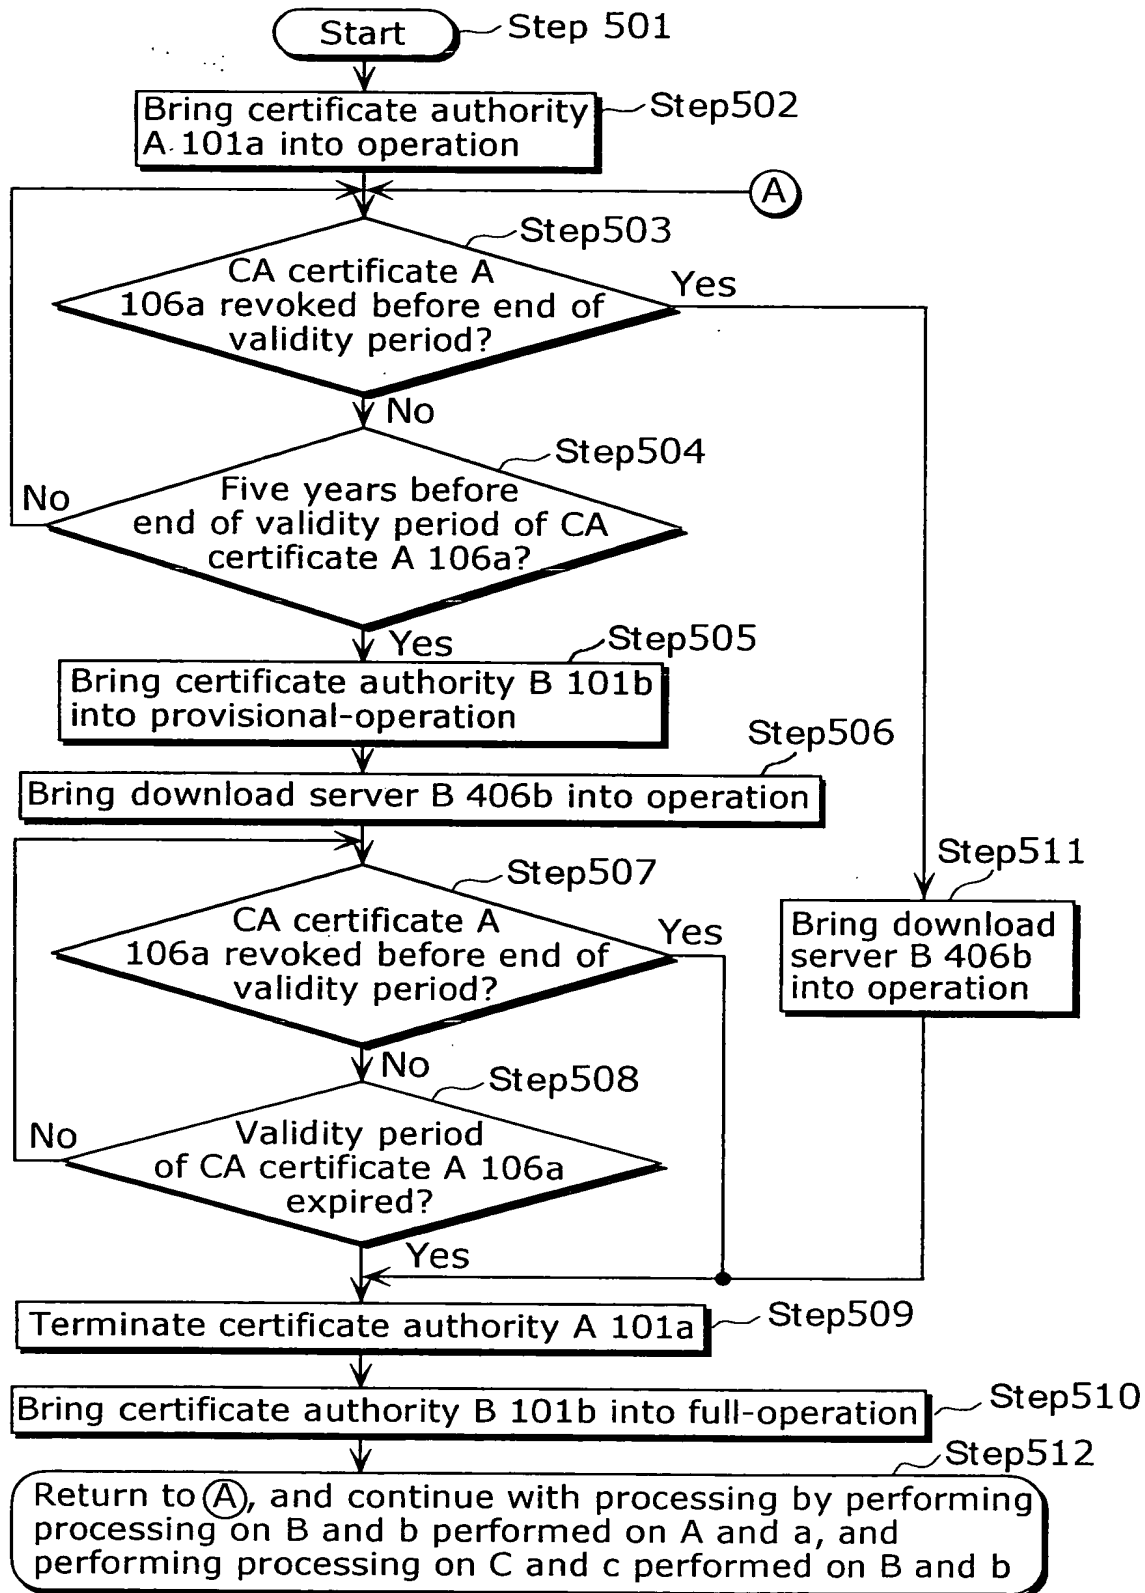 Start
Step 501
Bring certificate authority
A 101a into operation
Step502
A
Step503
CA certificate A
106a revoked before end of
validity period?
Yes
No
Step504
Five years before
end of validity period of CA
certificate A 106a?
No
Yes
Step505
Bring certificate authority B 101b
into provisional-operation
Step506
Bring download server B 406b into operation
Step507
CA certificate A
106a revoked before end of
validity period?
Yes
Step511
Bring download
server B 406b
into operation
No
Step508
Validity period
of CA certificate A 106a
expired?
No
Yes
Step509
Terminate certificate authority A 101a
Step510
Bring certificate authority B 101b into full-operation
Step512
Return to A, and continue with processing by performing
processing on B and b performed on A and a, and
performing processing on C and c performed on B and b